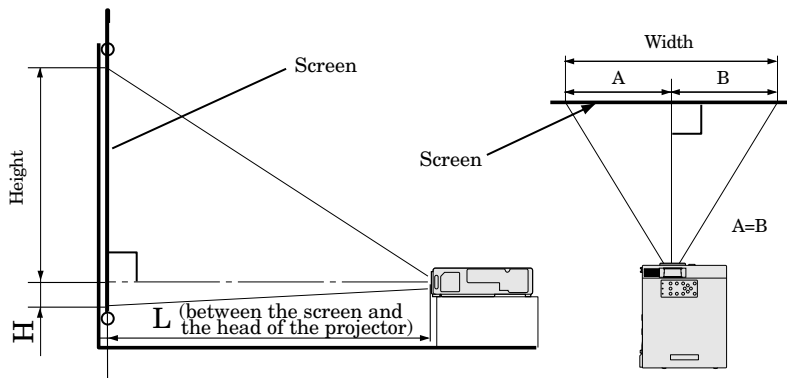 Screen
Height
H
L (between the screen and
the head of the projector)
Width
A
B
Screen
A=B